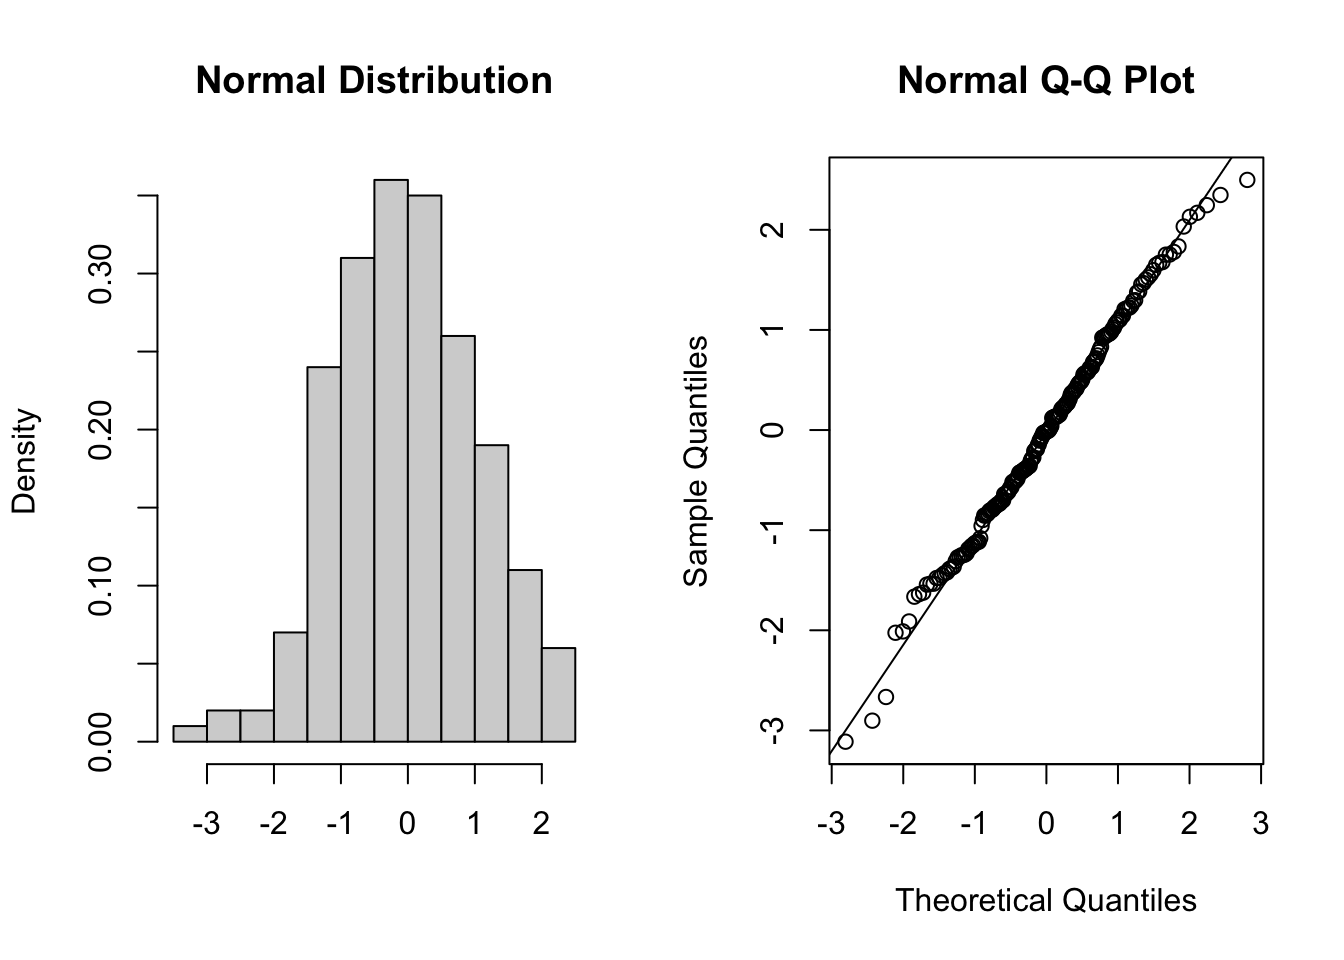 Normal Distribution
Density
0.00
0.10
0.20
0.30
-3 -2 -1 0 1 2
Normal Q-Q Plot
Sample Quantiles
-3
-2
-1
0
1
2
-3 -2 -1 0 1 2 3
Theoretical Quantiles